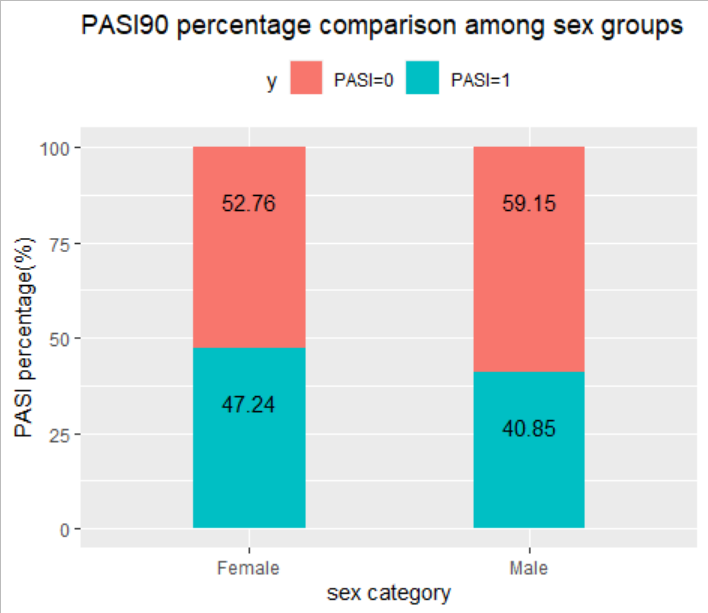 PASI90 percentage comparison among sex groups
y PASI=0 PASI=1
PASI percentage(%)
100
75
50
25
0
52.76
59.15
47.24
40.85
Female Male
sex category